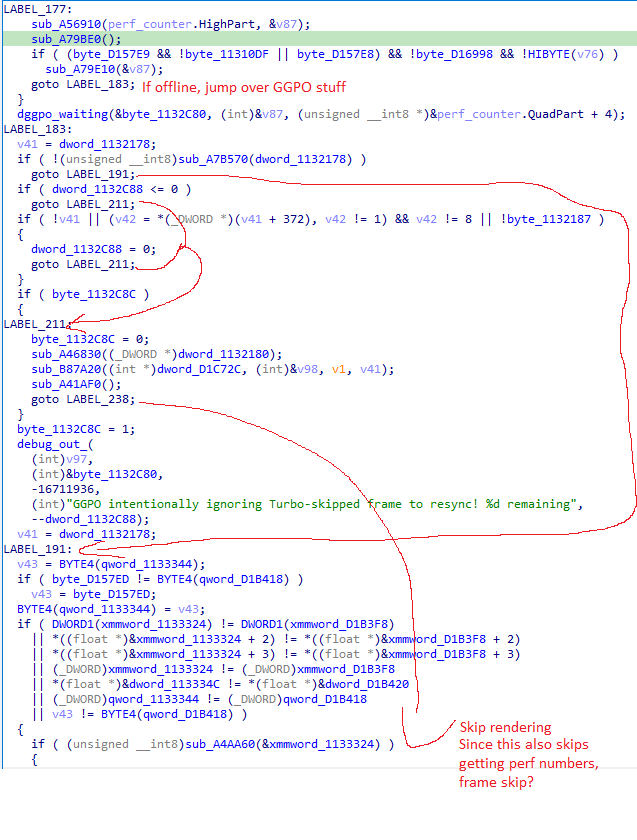 LABEL_177:
sub_A56910(perf_counter.HighPart, &v87);
sub_A79BE0();
if ( (byte_D157E9 && !byte_11310DF || byte_D157E8) && !byte_D16998 && !HIBYTE(v76) )
sub_A79E10(&v87);
goto LABEL_183; If offline, jump over GGPO stuff
}
dggpo_waiting(&byte_1132C80, (int)&v87, (unsigned __int8 *)&perf_counter.QuadPart + 4);
LABEL_183:
v41 = dword_1132178;
if ( !(unsigned __int8)sub_A7B570(dword_1132178) )
goto LABEL_191;
if ( dword_1132C88 <= 0 )
goto LABEL_211;
if ( !v41 || (v42 = *(_DWORD *)(v41 + 372), v42 != 1) && v42 != 8 || !byte_1132187 )
{
dword_1132C88 = 0;
goto LABEL_211;
}
if ( byte_1132C8C )
{
LABEL_211:
byte_1132C8C = 0;
sub_A46830((_DWORD *)dword_1132180);
sub_B87A20((int *)dword_D1C72C, (int)&v98, v1, v41);
sub_A41AF0();
goto LABEL_238;
}
byte_1132C8C = 1;
debug_out_(
(int)v97,
(int)&byte_1132C80,
-16711936,
(int)"GGPO intentionally ignoring Turbo-skipped frame to resync! %d remaining",
--dword_1132C88);
v41 = dword_1132178;
LABEL_191:
v43 = BYTE4(qword_1133344);
if ( byte_D157ED != BYTE4(qword_D1B418) )
v43 = byte_D157ED;
BYTE4(qword_1133344) = v43;
if ( DWORD1(xmmword_1133324) != DWORD1(xmmword_D1B3F8)
|| *((float *)&xmmword_1133324 + 2) != *((float *)&xmmword_D1B3F8 + 2)
|| *((float *)&xmmword_1133324 + 3) != *((float *)&xmmword_D1B3F8 + 3)
|| (_DWORD)xmmword_1133324 != (_DWORD)xmmword_D1B3F8
|| *(float *)&dword_113334C != *(float *)&dword_D1B420
|| (_DWORD)qword_1133344 != (_DWORD)qword_D1B418
|| v43 != BYTE4(qword_D1B418) )
{
if ( (unsigned __int8)sub_A4AA60(&xmmword_1133324) )
{
Skip rendering
Since this also skips
getting perf numbers,
frame skip?